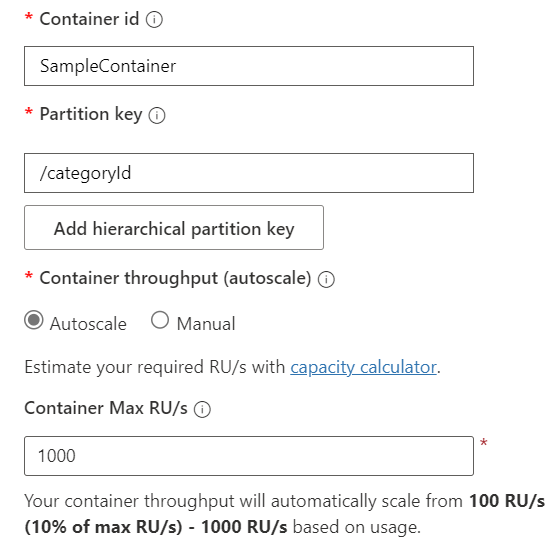 * Container id
SampleContainer
* Partition key
/categoryId
Add hierarchical partition key
* Container throughput (autoscale)
Autoscale Manual
Estimate your required RU/s with capacity calculator.
Container Max RU/s
1000 *
Your container throughput will automatically scale from 100 RU/s
(10% of max RU/s) - 1000 RU/s based on usage.